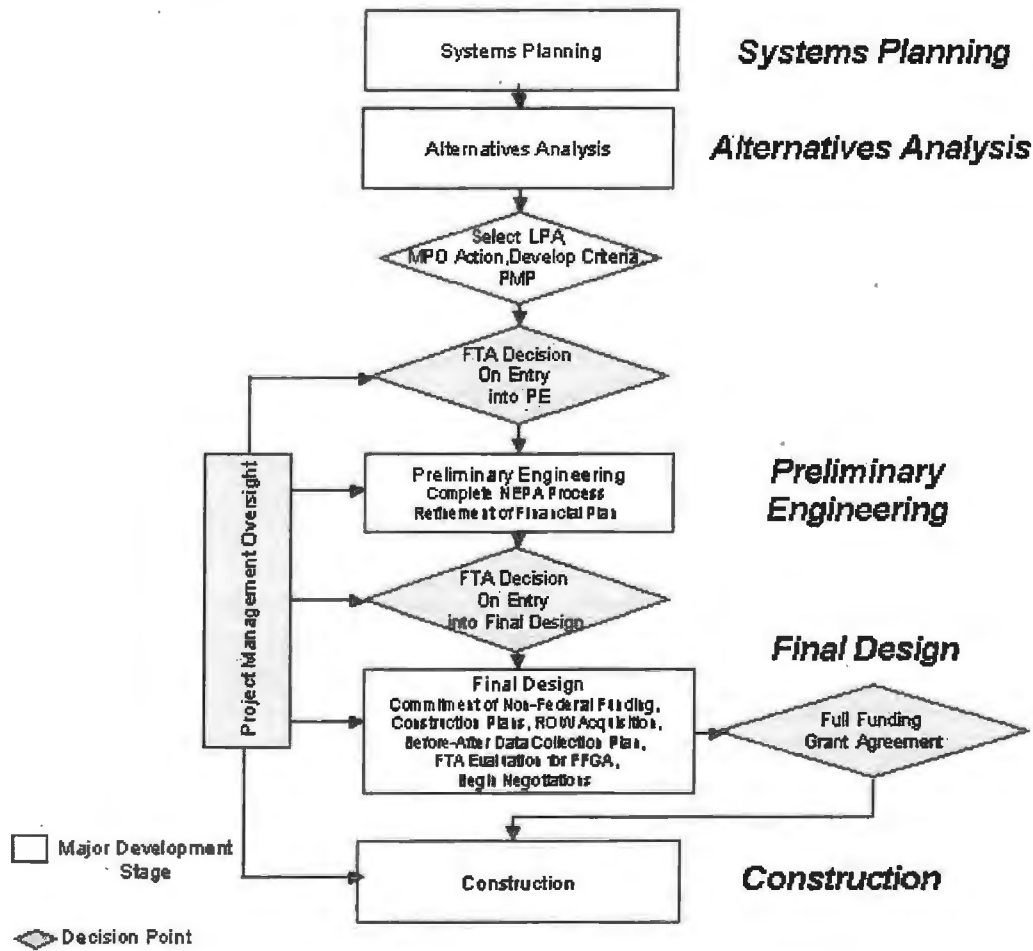 Systems Planning
Systems Planning
Alternatives Analysis
Alternatives Analysis
Select LPA,
MPO Action, Develop Criteria,
PMP
FTA Decision
On Entry
into PE
Project Management Oversight
Preliminary Engineering
Complete NEPA Process
Refinement of Financial Plan
Preliminary
Engineering
FTA Decision
On Entry
into Final Design
Final Design
Final Design
Commitment of Non-Federal Funding,
Construction Plans, ROW Acquisition,
Before-After Data Collection Plan,
FTA Evaluation for FFGA,
Begin Negotiations
Full Funding
Grant Agreement
Major Development
Stage
Construction
Construction
Decision Point